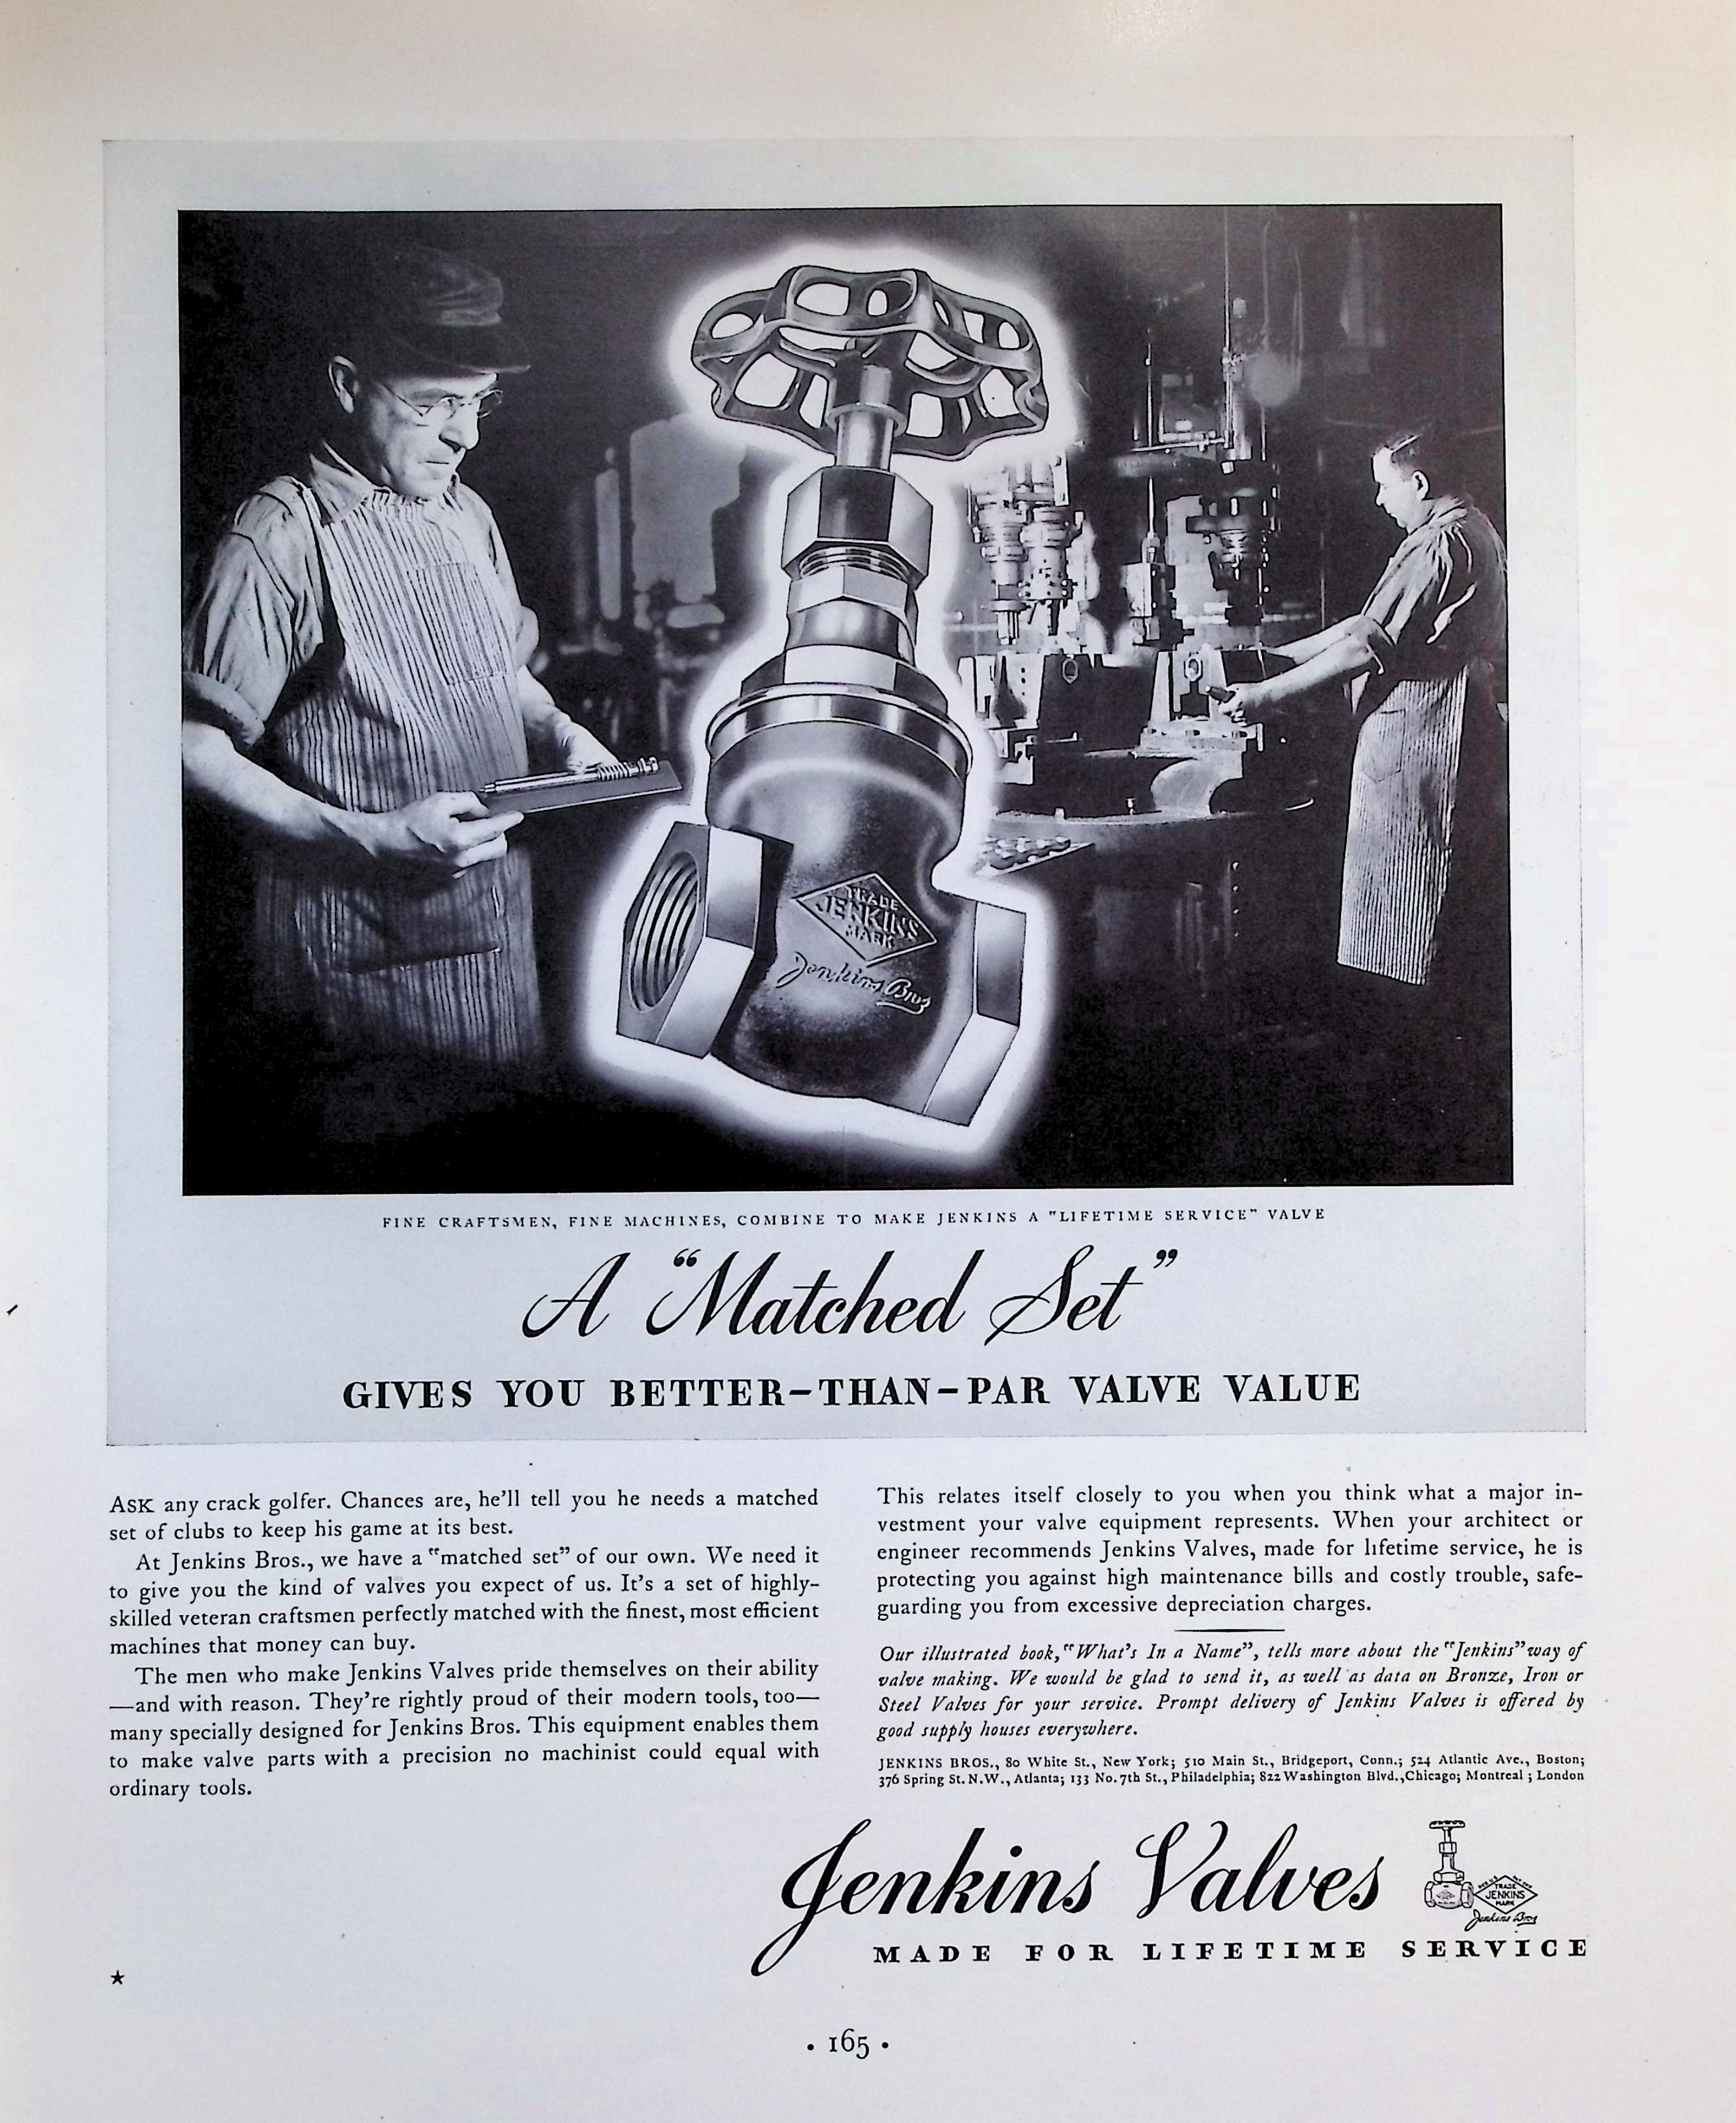 TRADE
JENKINS
MARK
Jenkins Bros
FINE CRAFTSMEN, FINE MACHINES, COMBINE TO MAKE JENKINS A "LIFETIME SERVICE" VALVE
A “Matched Set”
GIVES YOU BETTER-THAN-PAR VALVE VALUE
ASK any crack golfer. Chances are, he'll tell you he needs a matched
set of clubs to keep his game at its best.
At Jenkins Bros., we have a "matched set" of our own. We need it
to give you the kind of valves you expect of us. It's a set of highly-
skilled veteran craftsmen perfectly matched with the finest, most efficient
machines that money can buy.
The men who make Jenkins Valves pride themselves on their ability
—and with reason. They're rightly proud of their modern tools, too—
many specially designed for Jenkins Bros. This equipment enables them
to make valve parts with a precision no machinist could equal with
ordinary tools.
This relates itself closely to you when you think what a major in-
vestment your valve equipment represents. When your architect or
engineer recommends Jenkins Valves, made for lifetime service, he is
protecting you against high maintenance bills and costly trouble, safe-
guarding you from excessive depreciation charges.
Our illustrated book, "What's In a Name", tells more about the "Jenkins" way of
valve making. We would be glad to send it, as well as data on Bronze, Iron or
Steel Valves for your service. Prompt delivery of Jenkins Valves is offered by
good supply houses everywhere.
JENKINS BROS., 80 White St., New York; 510 Main St., Bridgeport, Conn.; 524 Atlantic Ave., Boston;
376 Spring St. N.W., Atlanta; 133 No. 7th St., Philadelphia; 822 Washington Blvd., Chicago; Montreal; London
Jenkins Valves
TRADE
JENKINS
MARK
Jenkins Bros
MADE FOR LIFETIME SERVICE
★
· 165 ·